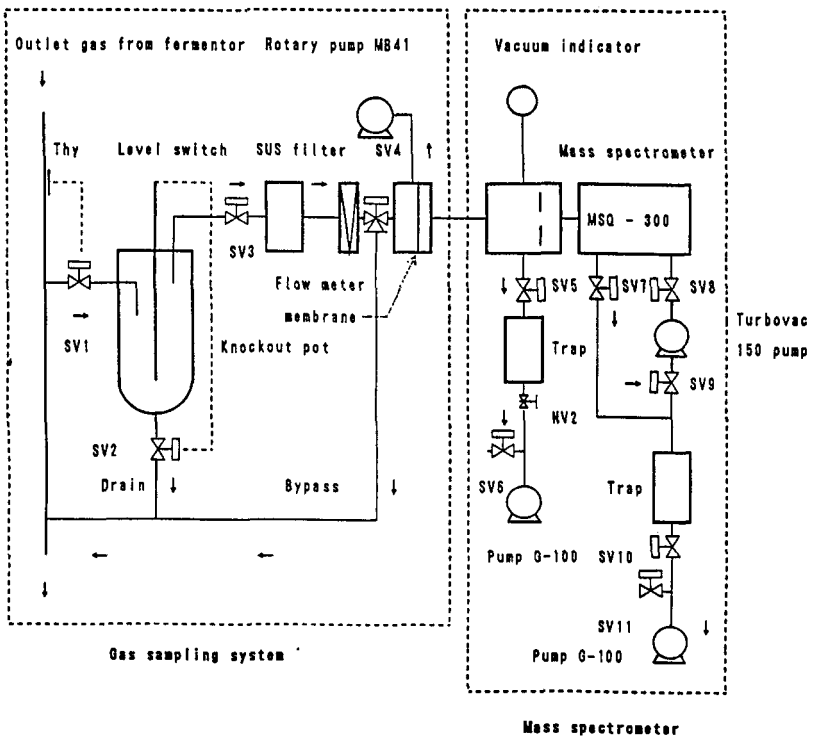 Outlet gas from fermentor
Rotary pump MB41
Vacuum indicator
Thy
Level switch
SUS filter
SV4
Mass spectrometer
MSQ - 300
SV3
Flow meter
membrane
SV1
Knockout pot
SV5
SV7
SV8
Turbovac
150 pump
Trap
SV9
NV2
SV2
Drain
Bypass
SV6
Trap
Pump G-100
SV10
SV11
Pump G-100
Gas sampling system
Mass spectrometer